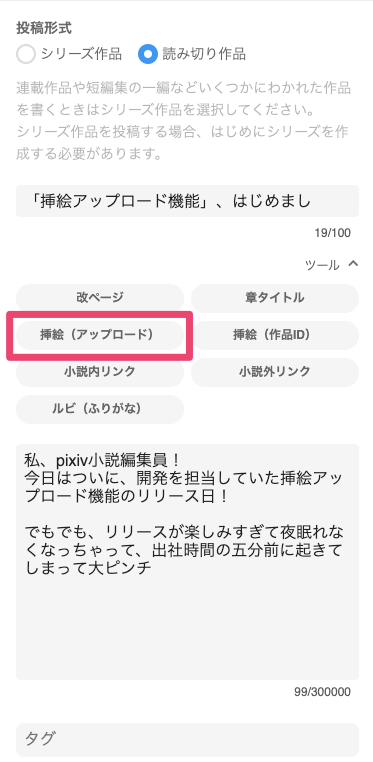 投稿形式
シリーズ作品 読み切り作品
連載作品や短編集の一編などいくつかにわかれた作品
を書くときはシリーズ作品を選択してください。
シリーズ作品を投稿する場合、はじめにシリーズを作
成する必要があります。
「挿絵アップロード機能」、はじめまし
19/100
ツール
改ページ 章タイトル
挿絵（アップロード） 挿絵（作品ID）
小説内リンク 小説外リンク
ルビ（ふりがな）
私、pixiv小説編集員！
今日はついに、開発を担当していた挿絵アッ
プロード機能のリリース日！
でもでも、リリースが楽しみすぎて夜眠れな
くなっちゃって、出社時間の五分前に起きて
しまって大ピンチ
99/300000
タグ